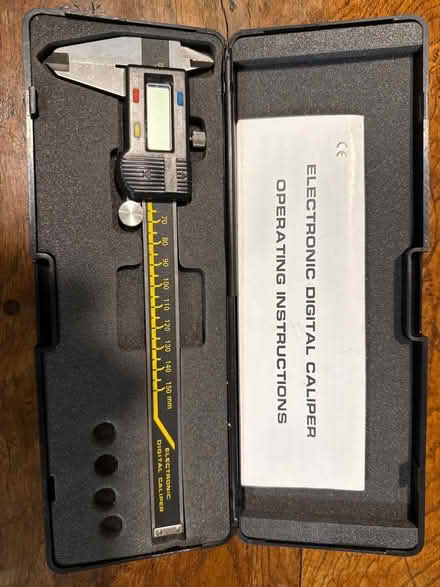 70
80
90
100
110
120
130
140
150 mm
ELECTRONIC
DIGITAL CALIPER
CE
ELECTRONIC DIGITAL CALIPER
OPERATING INSTRUCTIONS